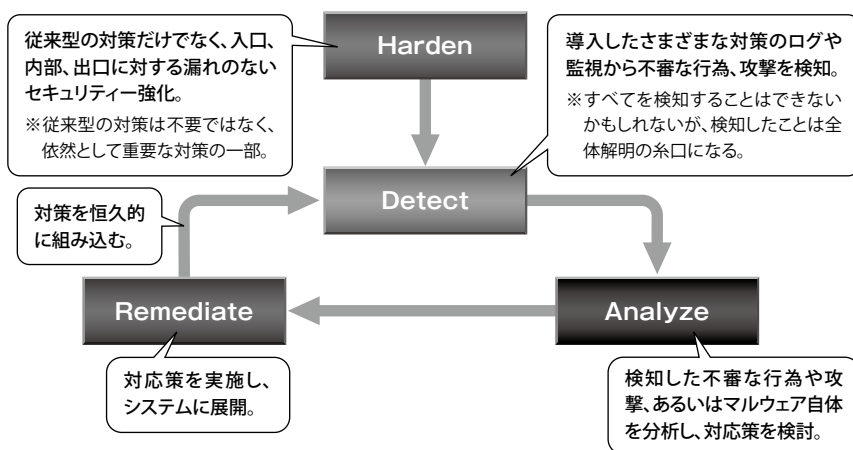 従来型の対策だけでなく、入口、
内部、出口に対する漏れのない
セキュリティー強化。
※従来型の対策は不要ではなく、
依然として重要な対策の一部。
Harden
導入したさまざまな対策のログや
監視から不審な行為、攻撃を検知。
※すべてを検知することはできない
かもしれないが、検知したことは全
体解明の糸口になる。
Detect
対策を恒久的
に組み込む。
Remediate
Analyze
対応策を実施し、
システムに展開。
検知した不審な行為や攻
撃、あるいはマルウェア自体
を分析し、対応策を検討。